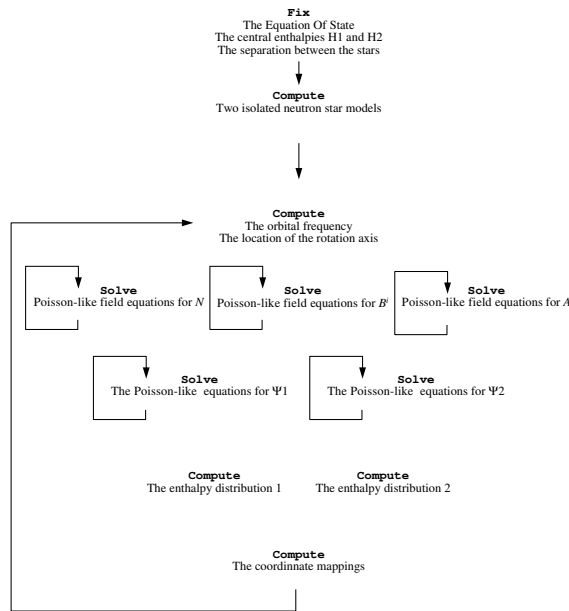 Fix
The Equation Of State
The central enthalpies H1 and H2
The separation between the stars
Compute
Two isolated neutron star models
Compute
The orbital frequency
The location of the rotation axis
Solve
Poisson-like field equations for N
Solve
Poisson-like field equations for Bⁱ
Solve
Poisson-like field equations for A
Solve
The Poisson-like equations for Ψ1
Solve
The Poisson-like equations for Ψ2
Compute
The enthalpy distribution 1
Compute
The enthalpy distribution 2
Compute
The coordinnate mappings